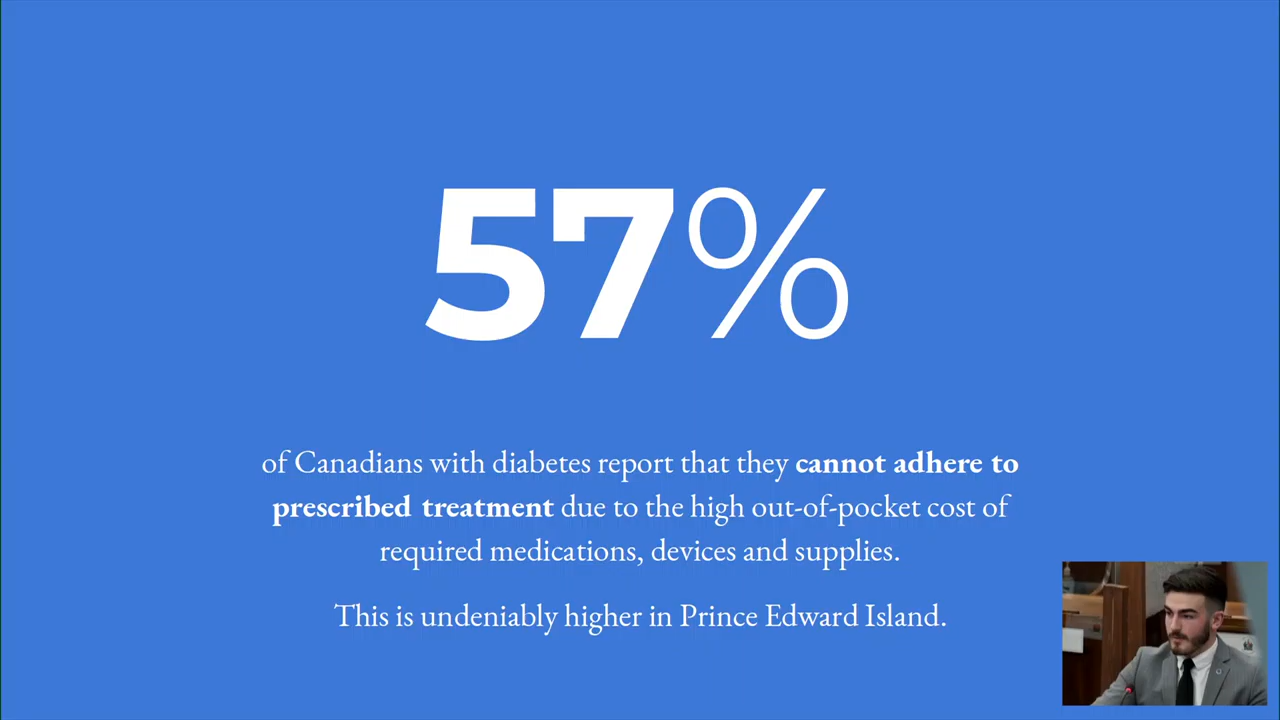 57%
of Canadians with diabetes report that they cannot adhere to
prescribed treatment due to the high out-of-pocket cost of
required medications, devices and supplies.
This is undeniably higher in Prince Edward Island.